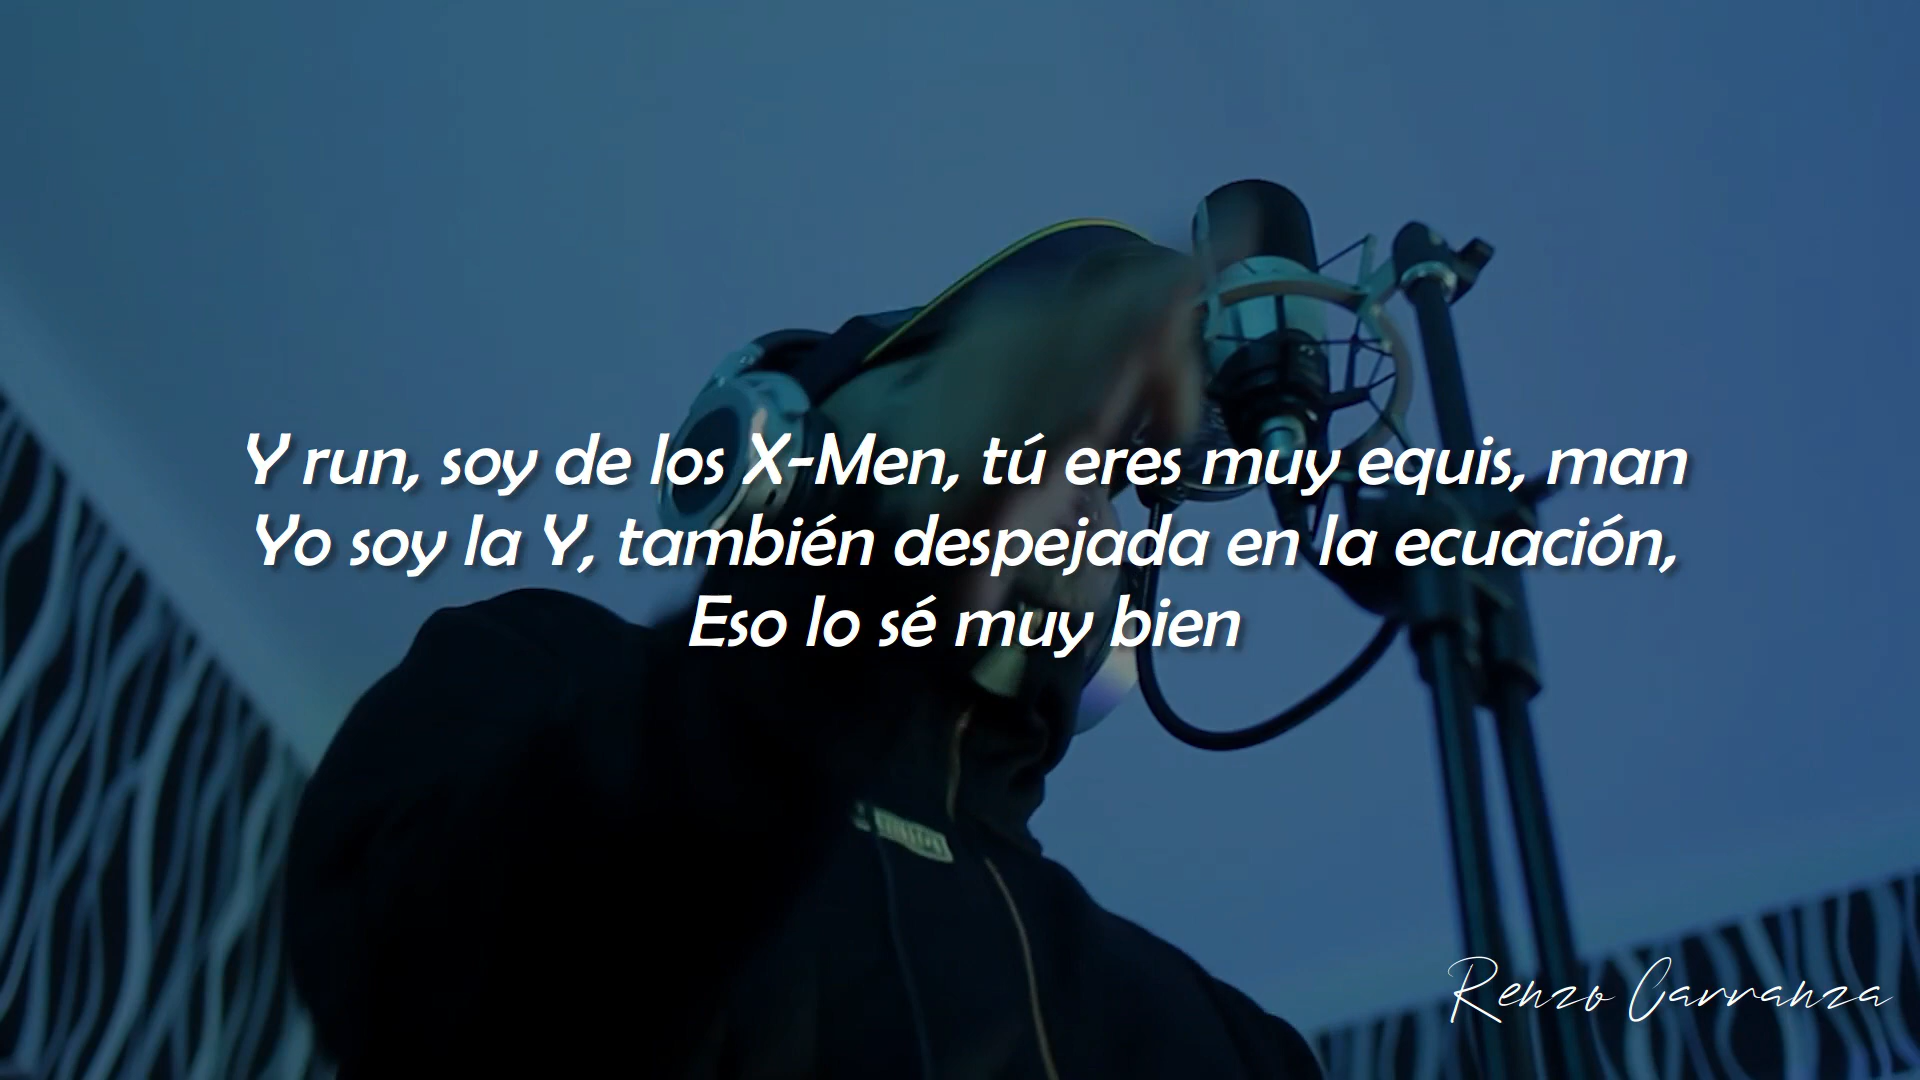 Y run, soy de los X-Men, tú eres muy equis, man
Yo soy la Y, también despejada en la ecuación,
Eso lo sé muy bien
Renzo Carranza